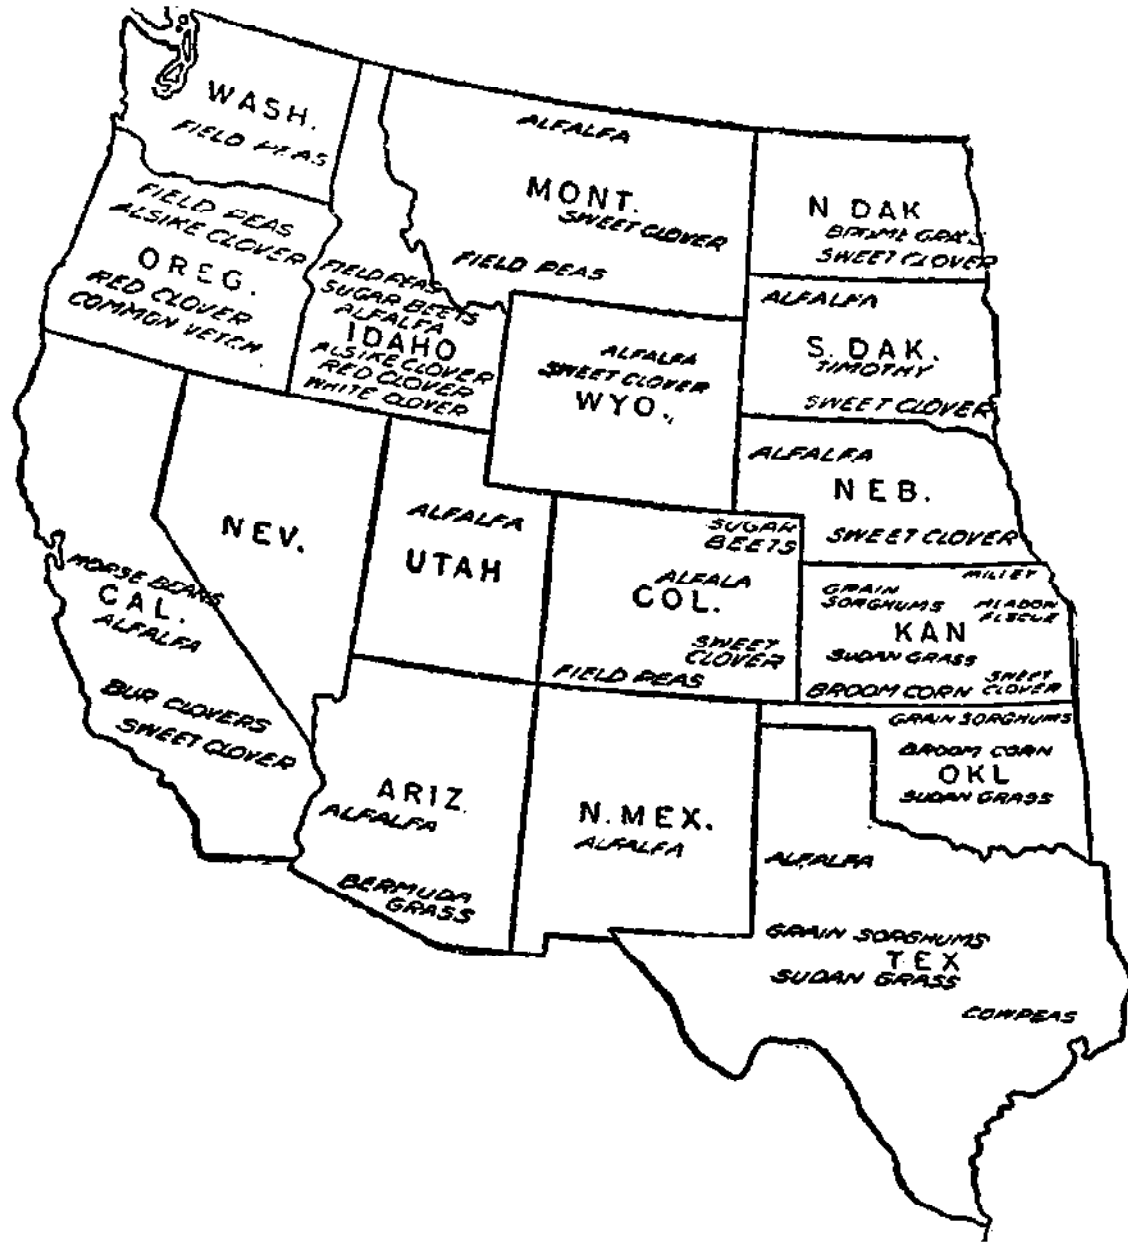 WASH.
FIELD PEAS
FIELD PEAS
ALSIKE CLOVER
OREG.
RED CLOVER
COMMON VETCH
FIELD PEAS
SUGAR BEETS
ALFALFA
IDAHO
ALSIKE CLOVER
RED CLOVER
WHITE CLOVER
ALFALFA
MONT.
SWEET CLOVER
FIELD PEAS
N DAK
BROME GRASS
SWEET CLOVER
ALFALFA
S. DAK.
TIMOTHY
SWEET CLOVER
ALFALFA
SWEET CLOVER
WYO.
ALFALFA
NEB.
SWEET CLOVER
NEV.
ALFALFA
UTAH
SUGAR
BEETS
ALFALA
COL.
SWEET
CLOVER
FIELD PEAS
MILLET
GRAIN
SORGHUMS
MEADOW
FESCUE
KAN
SUDAN GRASS
SWEET
CLOVER
BROOM CORN
HORSE BEANS
CAL.
ALFALFA
BUR CLOVERS
SWEET CLOVER
ARIZ.
ALFALFA
BERMUDA
GRASS
N. MEX.
ALFALFA
GRAIN SORGHUMS
BROOM CORN
OKL
SUDAN GRASS
ALFALFA
GRAIN SORGHUMS
TEX
SUDAN GRASS
COWPEAS